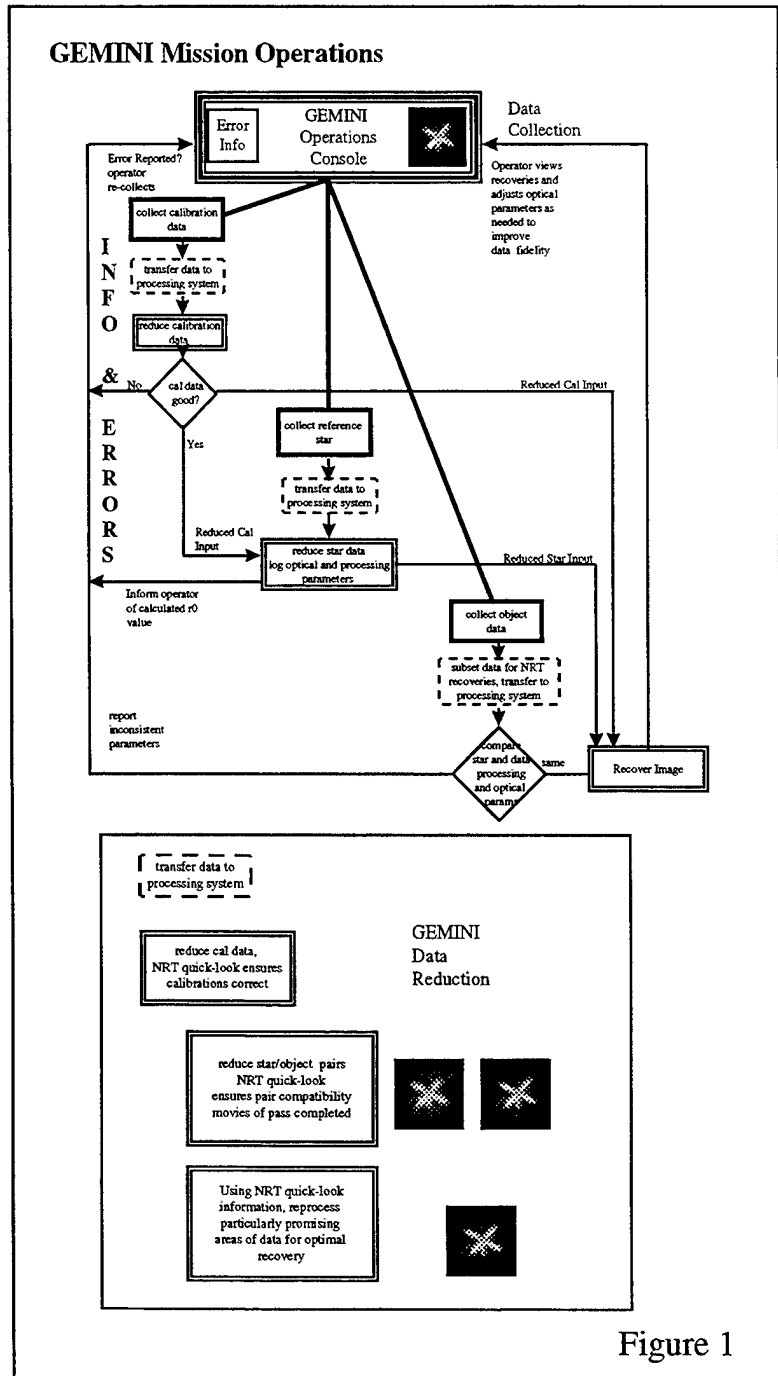 GEMINI Mission Operations
Error
Info
GEMINI
Operations
Console
Data
Collection
Error Reported?
operator
re-collects
Operator views
recoveries and
adjusts optical
parameters as
needed to
improve
data fidelity
collect calibration
data
transfer data to
processing system
reduce calibration
data
INFO & ERRORS
No
cal data
good?
Reduced Cal Input
Yes
collect reference
star
transfer data to
processing system
Reduced Cal
Input
reduce star data
log optical and processing
parameters
Reduced Star Input
Inform operator
of calculated r0
value
collect object
data
subset data for NRT
recoveries, transfer to
processing system
report
inconsistent
parameters
compare
star and data
processing
and optical
params
same
Recover Image
transfer data to
processing system
reduce cal data,
NRT quick-look ensures
calibrations correct
GEMINI
Data
Reduction
reduce star/object pairs
NRT quick-look
ensures pair compatibility
movies of pass completed
Using NRT quick-look
information, reprocess
particularly promising
areas of data for optimal
recovery
Figure 1